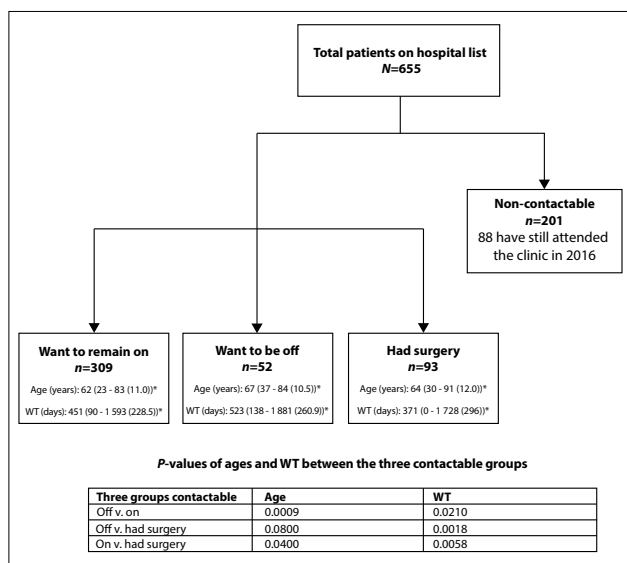 Total patients on hospital list
N=655
Non-contactable
n=201
88 have still attended
the clinic in 2016
Want to remain on
n=309
Age (years): 62 (23 - 83 (11.0))*
WT (days): 451 (90 - 1 593 (228.5))*
Want to be off
n=52
Age (years): 67 (37 - 84 (10.5))*
WT (days): 523 (138 - 1 881 (260.9))*
Had surgery
n=93
Age (years): 64 (30 - 91 (12.0))*
WT (days): 371 (0 - 1 728 (296))*
P-values of ages and WT between the three contactable groups
Three groups contactable Age WT
Off v. on 0.0009 0.0210
Off v. had surgery 0.0800 0.0018
On v. had surgery 0.0400 0.0058